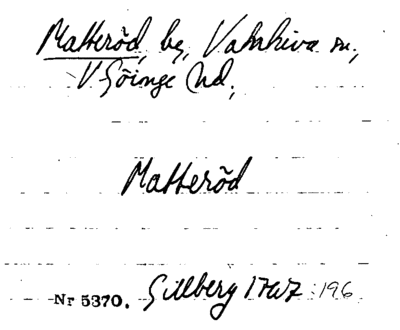 Matteröd, by, Vankiva sn,
V Göinge hd,
Matteröd
Nr 5370. Gillberg 1767 :196